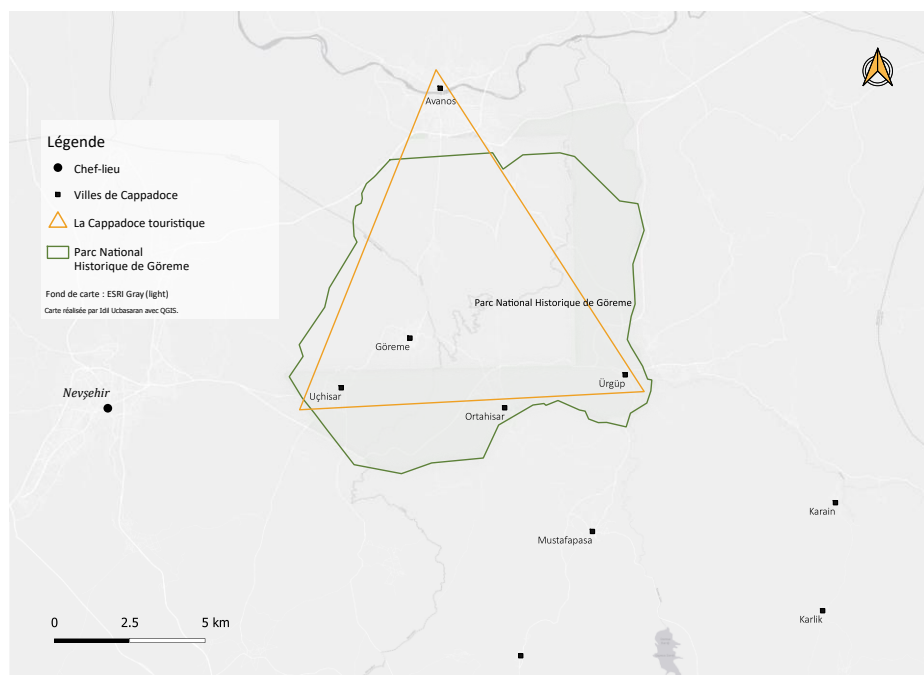 Avanos
Légende
Chef-lieu
Villes de Cappadoce
La Cappadoce touristique
Parc National
Historique de Göreme
Fond de carte : ESRI Gray (light)
Carte réalisée par Idil Ucbasaran avec QGIS.
Parc National Historique de Göreme
Göreme
Nevşehir
Uçhisar
Ürgüp
Ortahisar
Karain
Mustafapasa
Karlik
0 2.5 5 km